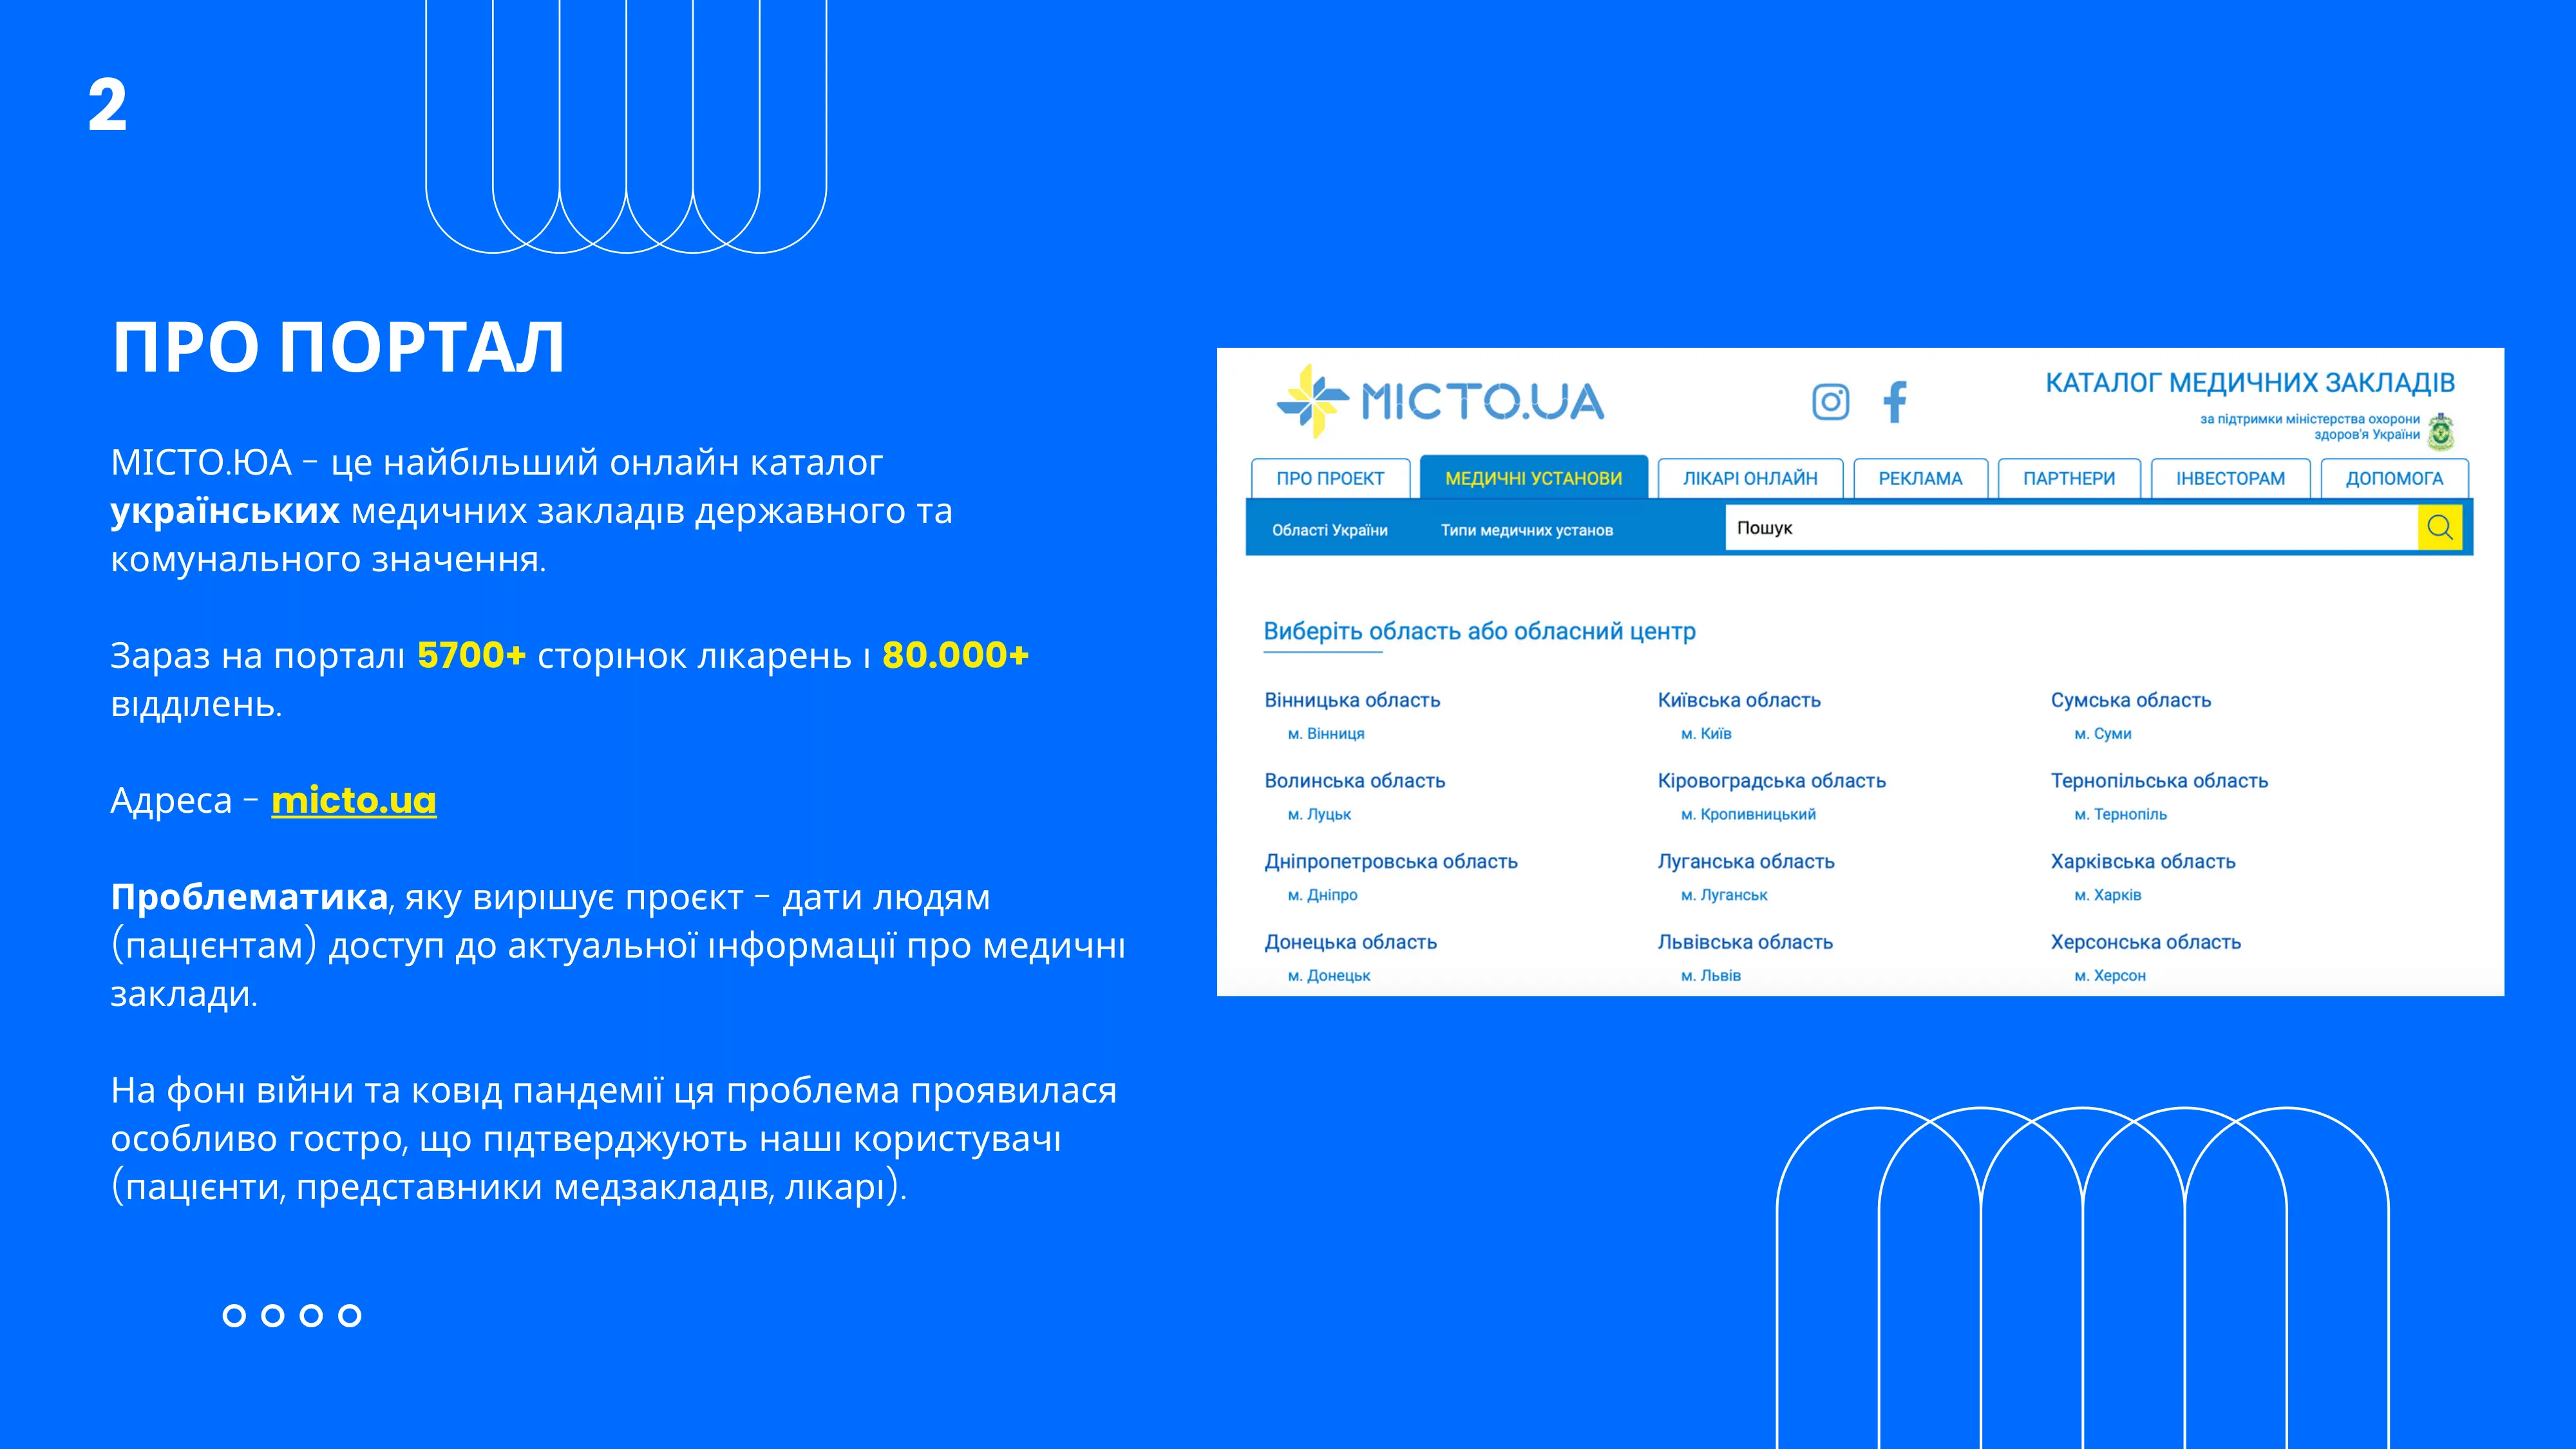 2
ПРО ПОРТАЛ
МІСТО.ЮА – це найбільший онлайн каталог
українських медичних закладів державного та
комунального значення.
Зараз на порталі 5700+ сторінок лікарень і 80.000+
відділень.
Адреса – micto.ua
Проблематика, яку вирішує проєкт – дати людям
(пацієнтам) доступ до актуальної інформації про медичні
заклади.
На фоні війни та ковід пандемії ця проблема проявилася
особливо гостро, що підтверджують наші користувачі
(пацієнти, представники медзакладів, лікарі).
МІСТО.UA
КАТАЛОГ МЕДИЧНИХ ЗАКЛАДІВ
за підтримки міністерства охорони
здоров'я України
ПРО ПРОЕКТ МЕДИЧНІ УСТАНОВИ ЛІКАРІ ОНЛАЙН РЕКЛАМА ПАРТНЕРИ ІНВЕСТОРАМ ДОПОМОГА
Області України Типи медичних установ Пошук
Виберіть область або обласний центр
Вінницька область Київська область Сумська область
м. Вінниця м. Київ м. Суми
Волинська область Кіровоградська область Тернопільська область
м. Луцьк м. Кропивницький м. Тернопіль
Дніпропетровська область Луганська область Харківська область
м. Дніпро м. Луганськ м. Харків
Донецька область Львівська область Херсонська область
м. Донецьк м. Львів м. Херсон